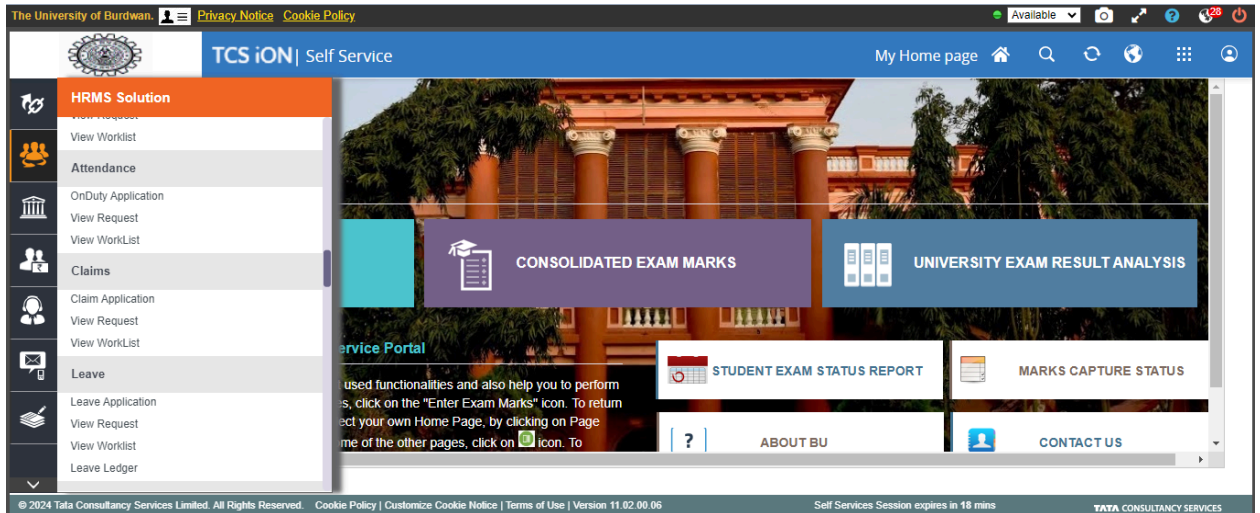 The University of Burdwan. Privacy Notice Cookie Policy
Available
28
TCS iON | Self Service
My Home page
HRMS Solution
View Request
View Worklist
Attendance
OnDuty Application
View Request
View WorkList
Claims
Claim Application
View Request
View WorkList
Leave
Leave Application
View Request
View Worklist
Leave Ledger
CONSOLIDATED EXAM MARKS
UNIVERSITY EXAM RESULT ANALYSIS
ervice Portal
used functionalities and also help you to perform
s, click on the "Enter Exam Marks" icon. To return
ect your own Home Page, by clicking on Page
me of the other pages, click on icon. To
STUDENT EXAM STATUS REPORT
MARKS CAPTURE STATUS
? ABOUT BU
CONTACT US
© 2024 Tata Consultancy Services Limited. All Rights Reserved. Cookie Policy | Customize Cookie Notice | Terms of Use | Version 11.02.00.06
Self Services Session expires in 18 mins
TATA CONSULTANCY SERVICES